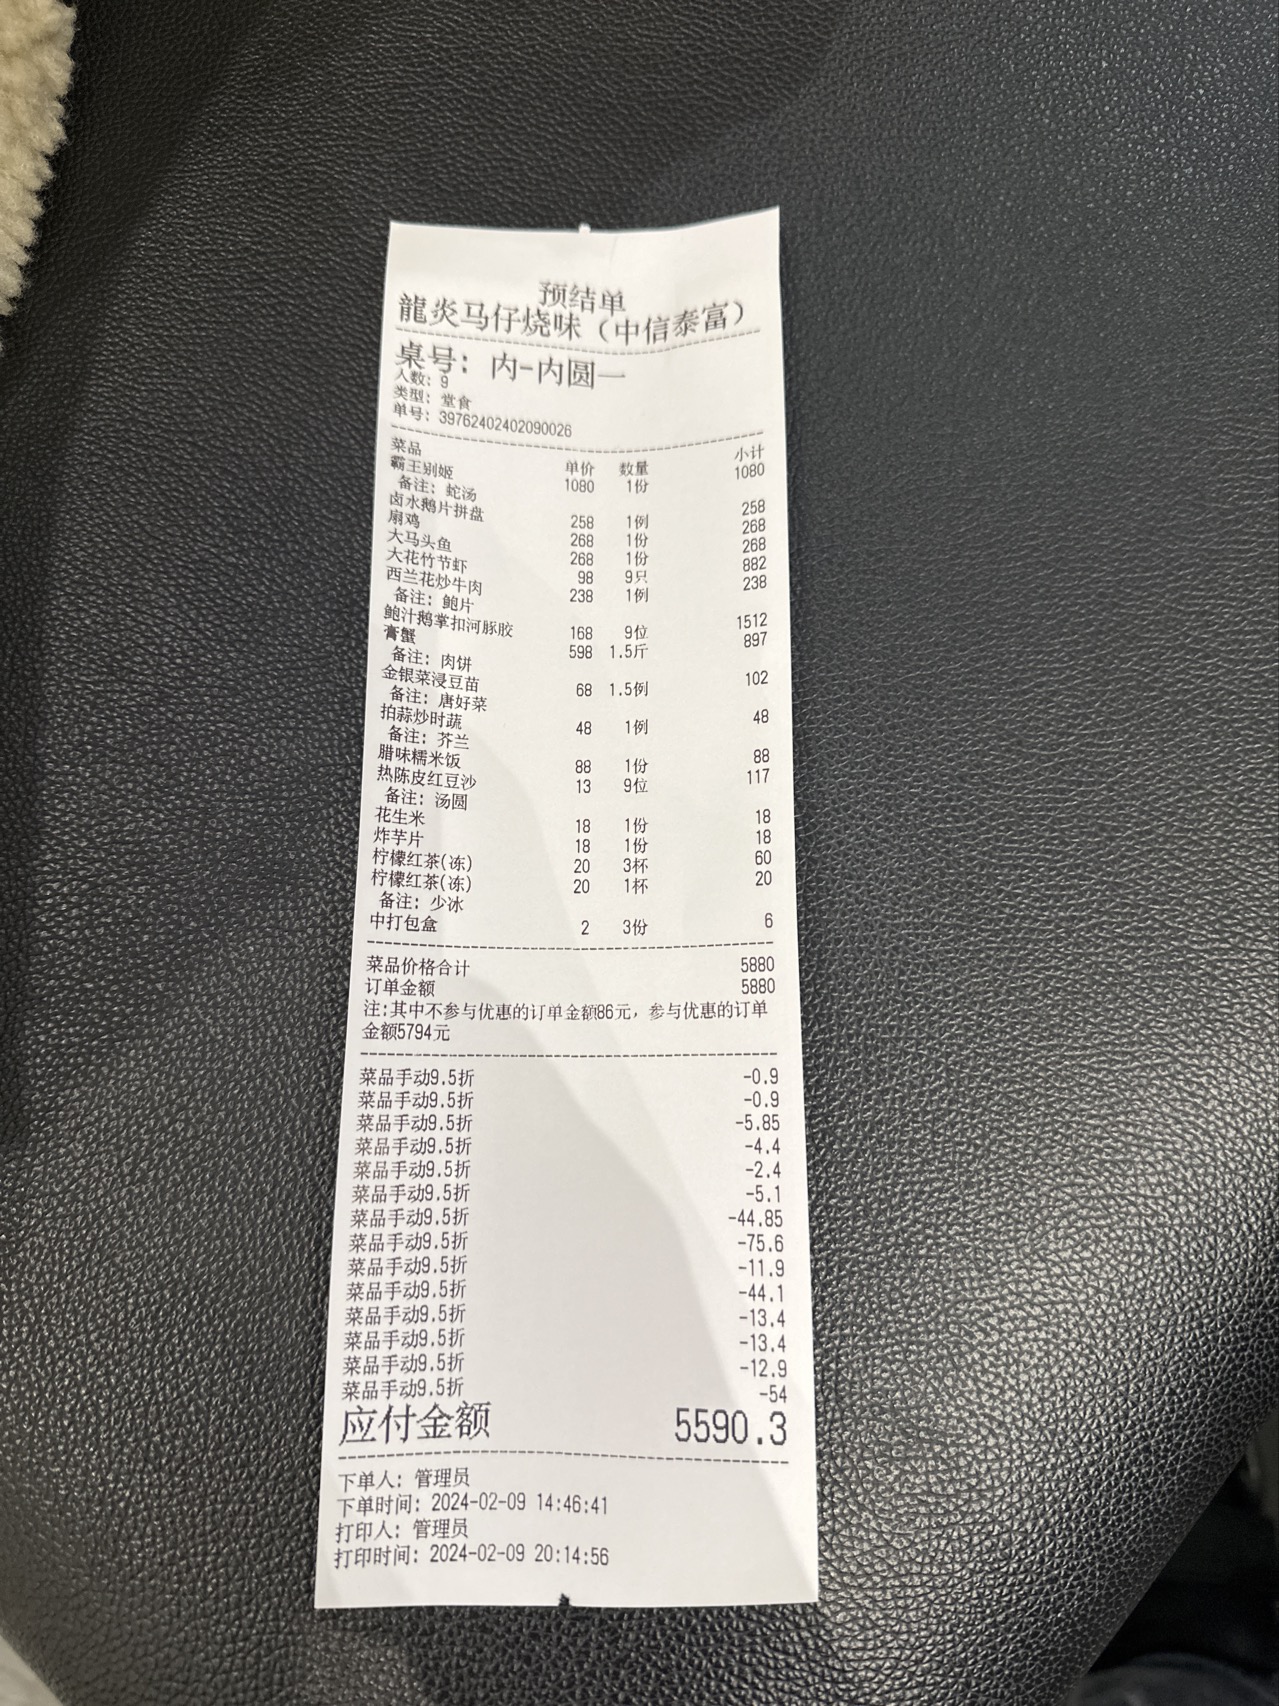 预结单
龍炎马仔烧味（中信泰富）
桌号：内-内圆一
人数：9
类型：堂食
单号：39762402402090026
菜品 单价 数量 小计
霸王别姬 1080 1份 1080
备注：蛇汤
卤水鹅片拼盘 258 1例 258
扇鸡 268 1份 268
大马头鱼 268 1份 268
大花竹节虾 98 9只 882
西兰花炒牛肉 238 1例 238
备注：鲍片
鲍汁鹅掌扣河豚胶 168 9位 1512
膏蟹 598 1.5斤 897
备注：肉饼
金银菜浸豆苗 68 1.5例 102
备注：唐好菜
拍蒜炒时蔬 48 1例 48
备注：芥兰
腊味糯米饭 88 1份 88
热陈皮红豆沙 13 9位 117
备注：汤圆
花生米 18 1份 18
炸芋片 18 1份 18
柠檬红茶(冻) 20 3杯 60
柠檬红茶(冻) 20 1杯 20
备注：少冰
中打包盒 2 3份 6
菜品价格合计 5880
订单金额 5880
注:其中不参与优惠的订单金额86元，参与优惠的订单
金额5794元
菜品手动9.5折 -0.9
菜品手动9.5折 -0.9
菜品手动9.5折 -5.85
菜品手动9.5折 -4.4
菜品手动9.5折 -2.4
菜品手动9.5折 -5.1
菜品手动9.5折 -44.85
菜品手动9.5折 -75.6
菜品手动9.5折 -11.9
菜品手动9.5折 -44.1
菜品手动9.5折 -13.4
菜品手动9.5折 -13.4
菜品手动9.5折 -12.9
菜品手动9.5折 -54
应付金额 5590.3
下单人：管理员
下单时间：2024-02-09 14:46:41
打印人：管理员
打印时间：2024-02-09 20:14:56